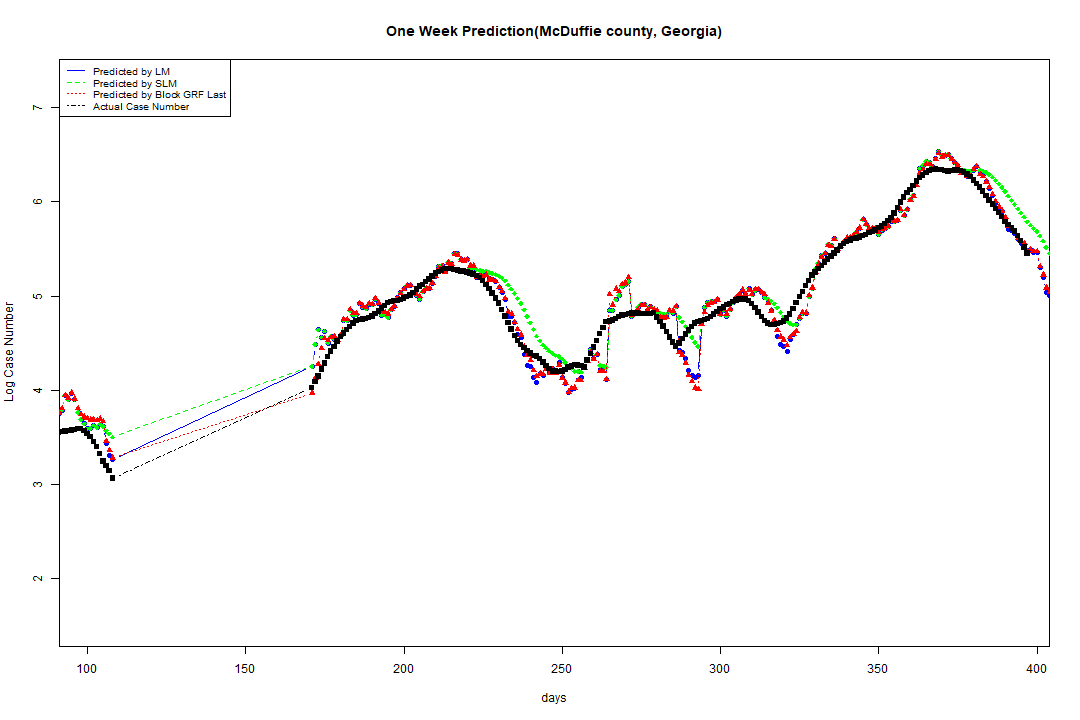 One Week Prediction(McDuffie county, Georgia)
Predicted by LM
Predicted by SLM
Predicted by Block GRF Last
Actual Case Number
7
6
5
4
3
2
Log Case Number
100 150 200 250 300 350 400
days